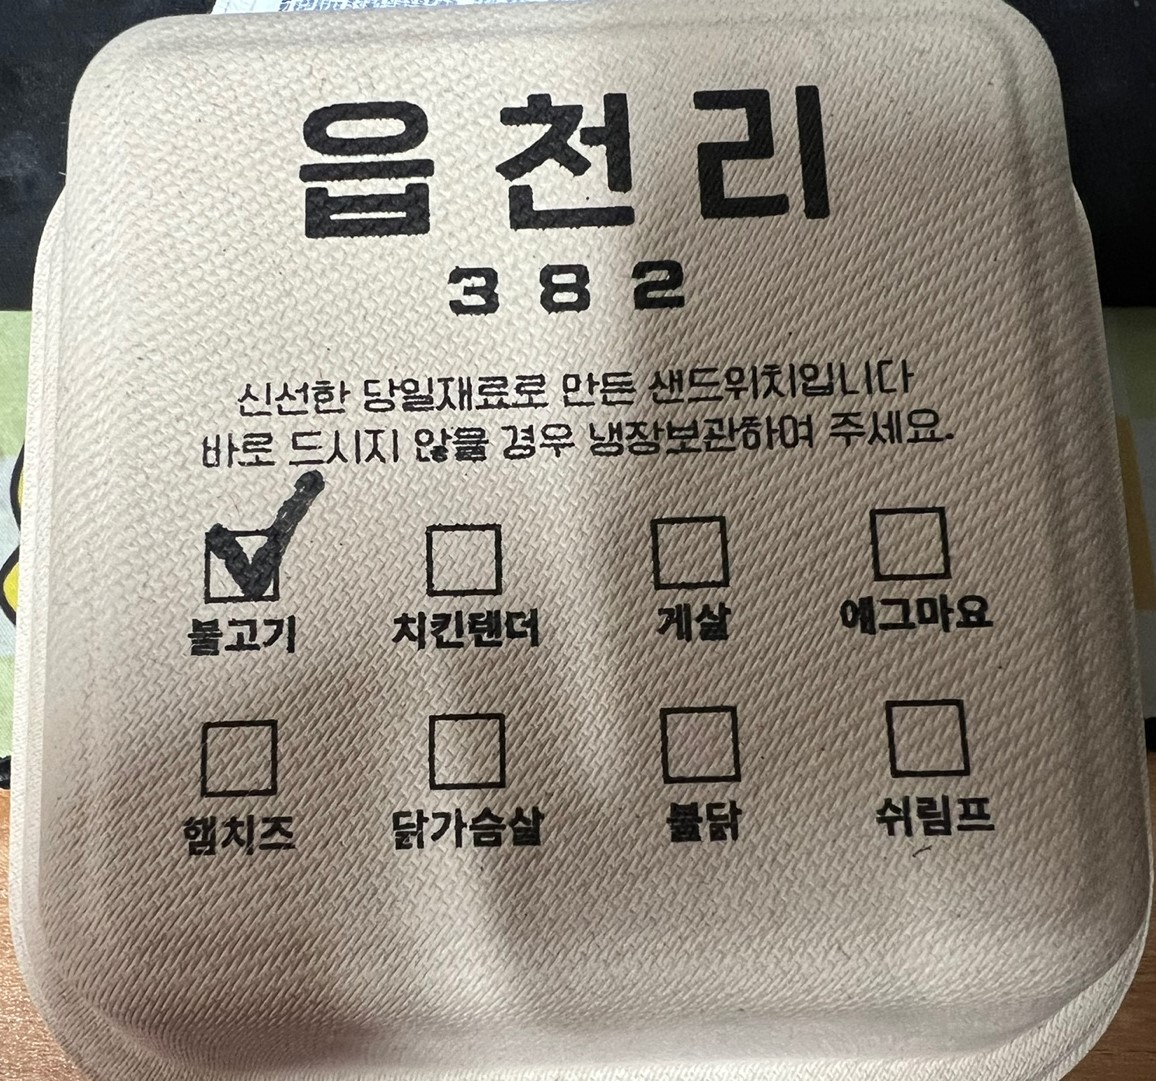 읍천리
382
신선한 당일재료로 만든 샌드위치입니다
바로 드시지 않을 경우 냉장보관하여 주세요.
불고기 치킨텐더 게살 에그마요
햄치즈 닭가슴살 불닭 쉬림프